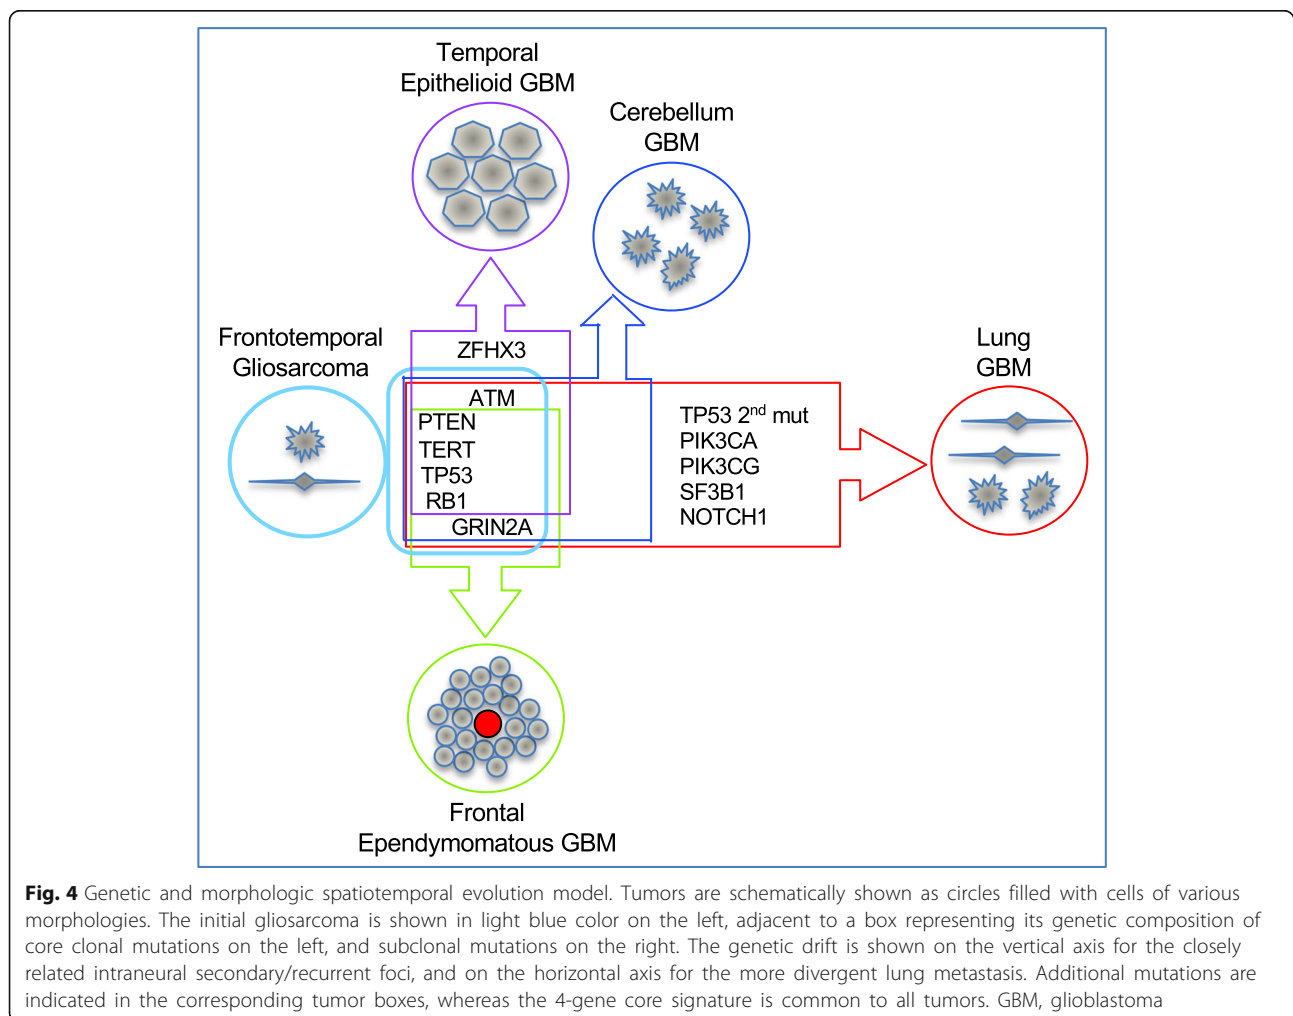 Temporal
Epithelioid GBM
Cerebellum
GBM
Frontotemporal
Gliosarcoma
Lung
GBM
ZFHX3
ATM
PTEN
TERT
TP53
RB1
GRIN2A
TP53 2nd mut
PIK3CA
PIK3CG
SF3B1
NOTCH1
Frontal
Ependymomatous GBM
Fig. 4 Genetic and morphologic spatiotemporal evolution model. Tumors are schematically shown as circles filled with cells of various
morphologies. The initial gliosarcoma is shown in light blue color on the left, adjacent to a box representing its genetic composition of
core clonal mutations on the left, and subclonal mutations on the right. The genetic drift is shown on the vertical axis for the closely
related intraneural secondary/recurrent foci, and on the horizontal axis for the more divergent lung metastasis. Additional mutations are
indicated in the corresponding tumor boxes, whereas the 4-gene core signature is common to all tumors. GBM, glioblastoma